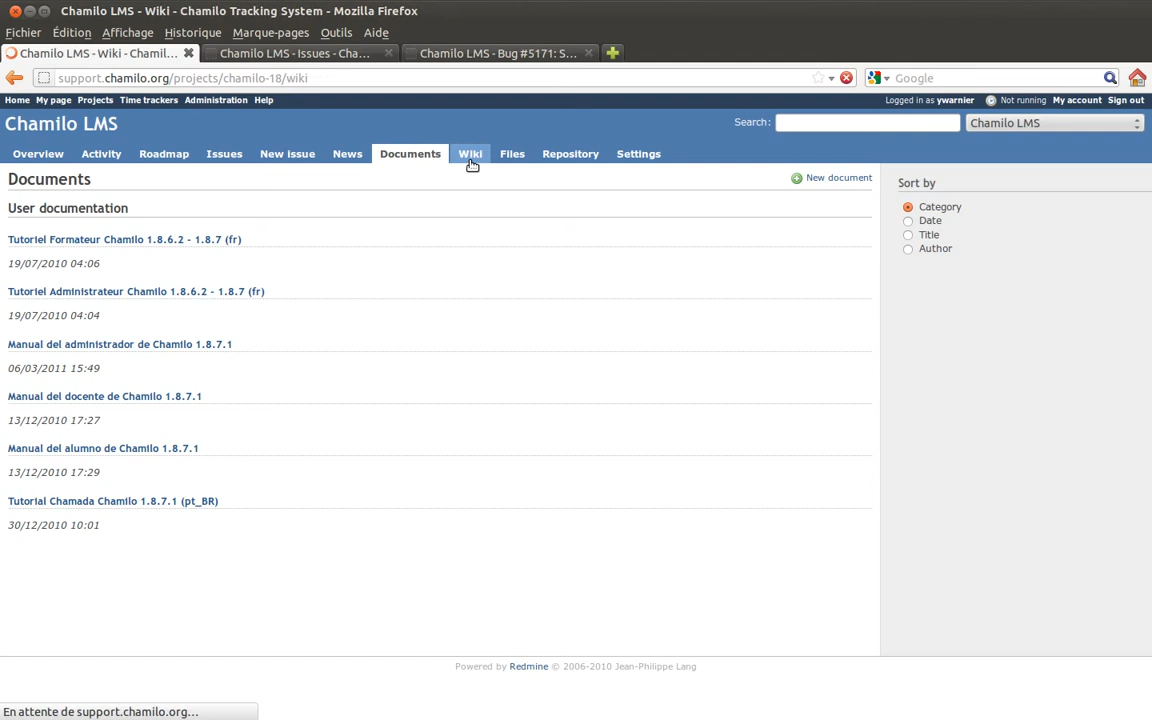 Chamilo LMS - Wiki - Chamilo Tracking System - Mozilla Firefox
Fichier Édition Affichage Historique Marque-pages Outils Aide
Chamilo LMS - Wiki - Chamil... Chamilo LMS - Issues - Cha... Chamilo LMS - Bug #5171: S...
support.chamilo.org/projects/chamilo-18/wiki Google
Home My page Projects Time trackers Administration Help Logged in as ywarnier Not running My account Sign out
Chamilo LMS Search: Chamilo LMS
Overview Activity Roadmap Issues New issue News Documents Wiki Files Repository Settings
Documents New document
User documentation
Tutoriel Formateur Chamilo 1.8.6.2 - 1.8.7 (fr)
19/07/2010 04:06
Tutoriel Administrateur Chamilo 1.8.6.2 - 1.8.7 (fr)
19/07/2010 04:04
Manual del administrador de Chamilo 1.8.7.1
06/03/2011 15:49
Manual del docente de Chamilo 1.8.7.1
13/12/2010 17:27
Manual del alumno de Chamilo 1.8.7.1
13/12/2010 17:29
Tutorial Chamada Chamilo 1.8.7.1 (pt_BR)
30/12/2010 10:01
Sort by
Category
Date
Title
Author
Powered by Redmine © 2006-2010 Jean-Philippe Lang
En attente de support.chamilo.org...